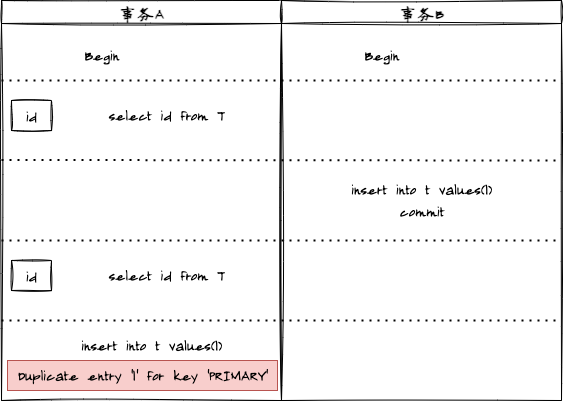 事务A 事务B
Begin Begin
id select id from T
insert into t values(1)
commit
id select id from T
insert into t values(1)
Duplicate entry '1' for key 'PRIMARY'